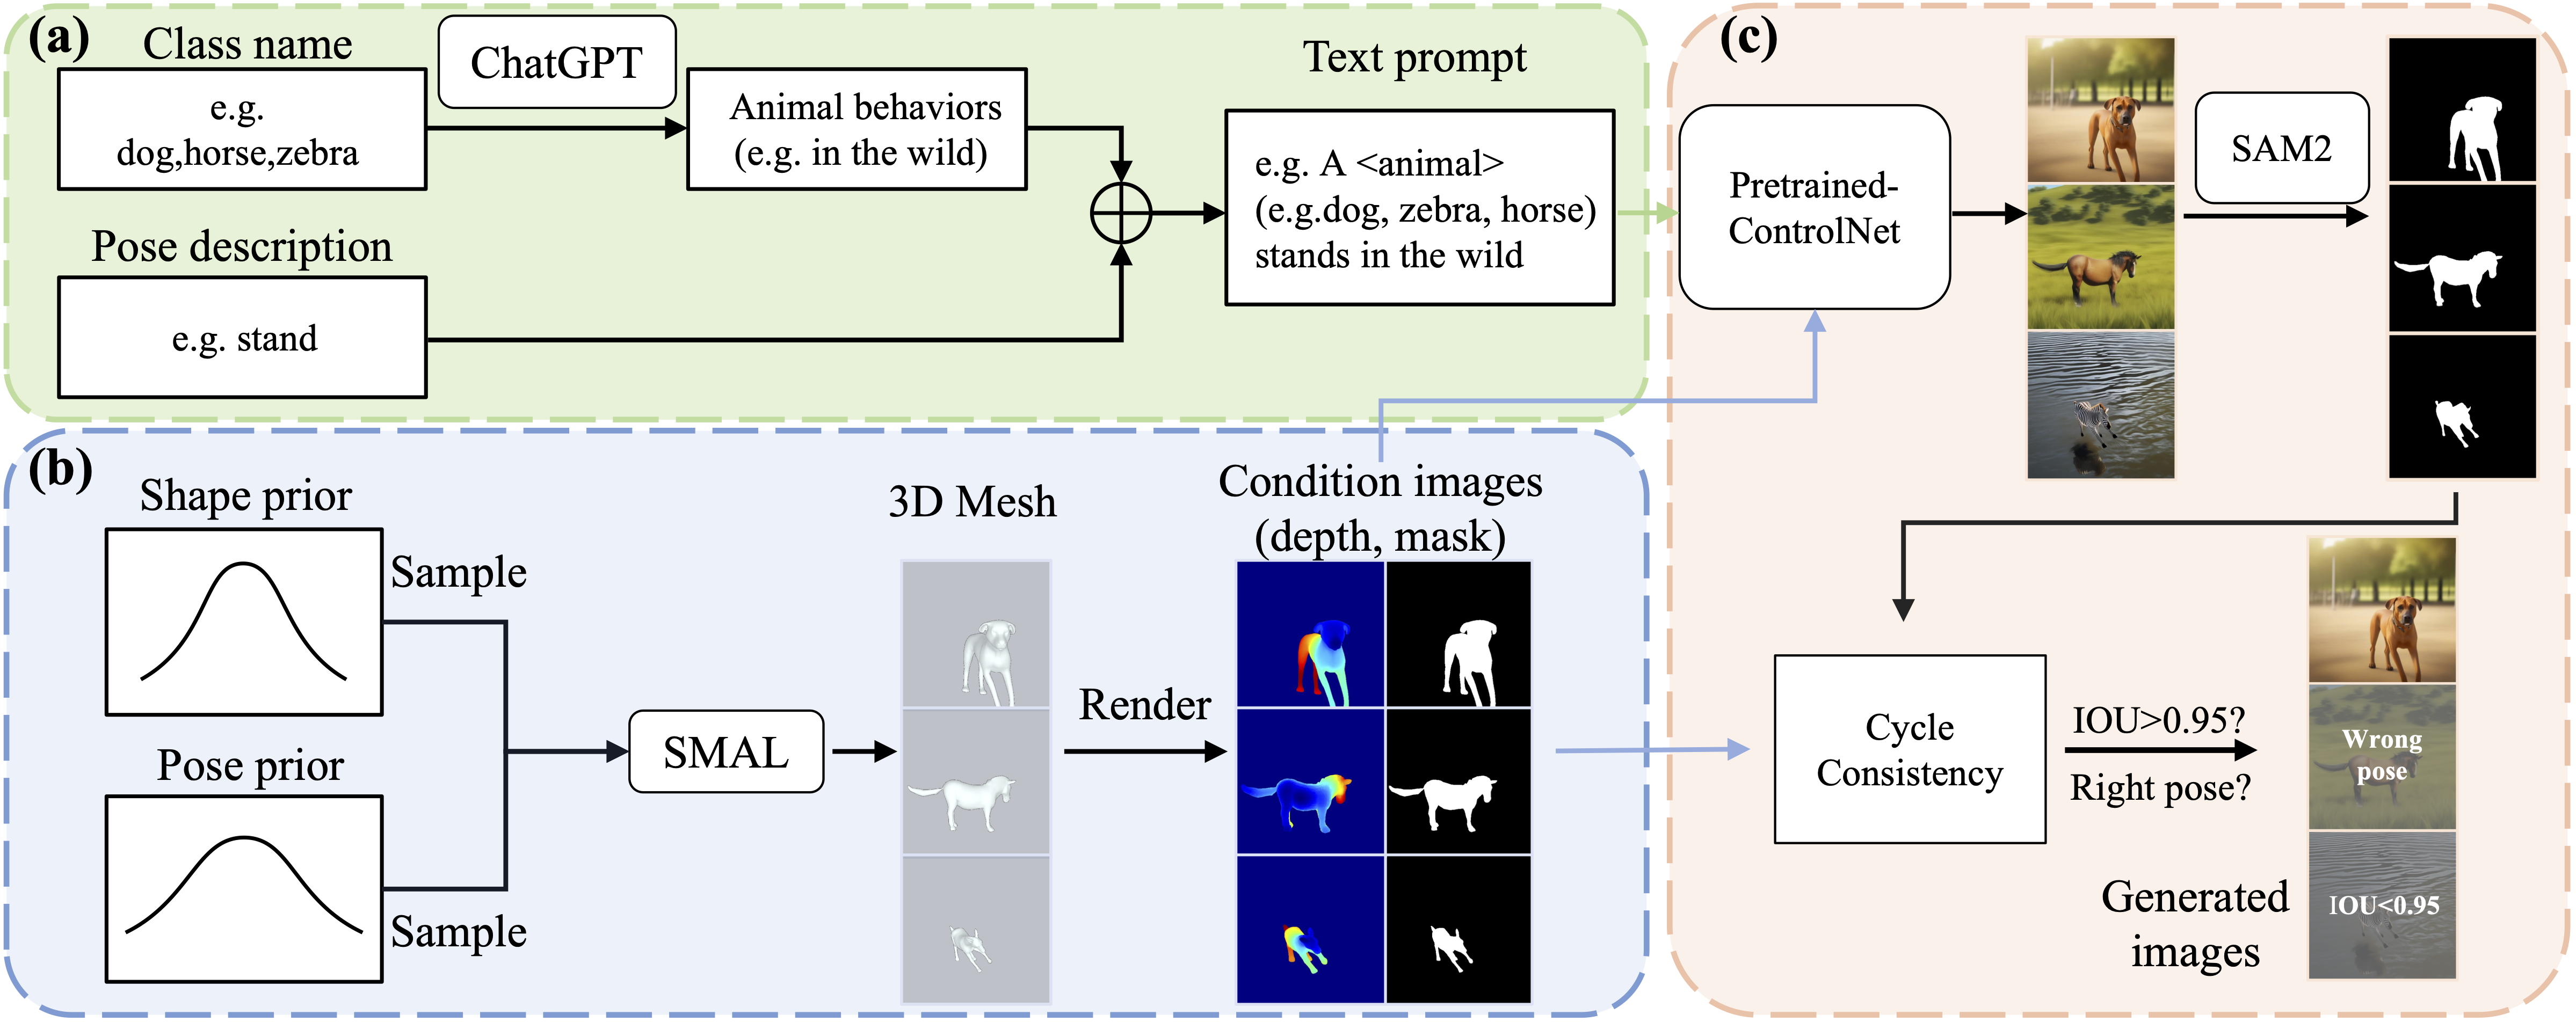 (a)
Class name
e.g.
dog,horse,zebra
ChatGPT
Animal behaviors
(e.g. in the wild)
Pose description
e.g. stand
Text prompt
e.g. A <animal>
(e.g.dog, zebra, horse)
stands in the wild
(b)
Shape prior
Sample
Pose prior
Sample
SMAL
3D Mesh
Render
Condition images
(depth, mask)
(c)
Pretrained-
ControlNet
SAM2
Cycle
Consistency
IOU>0.95?
Right pose?
Wrong
pose
IOU<0.95
Generated
images